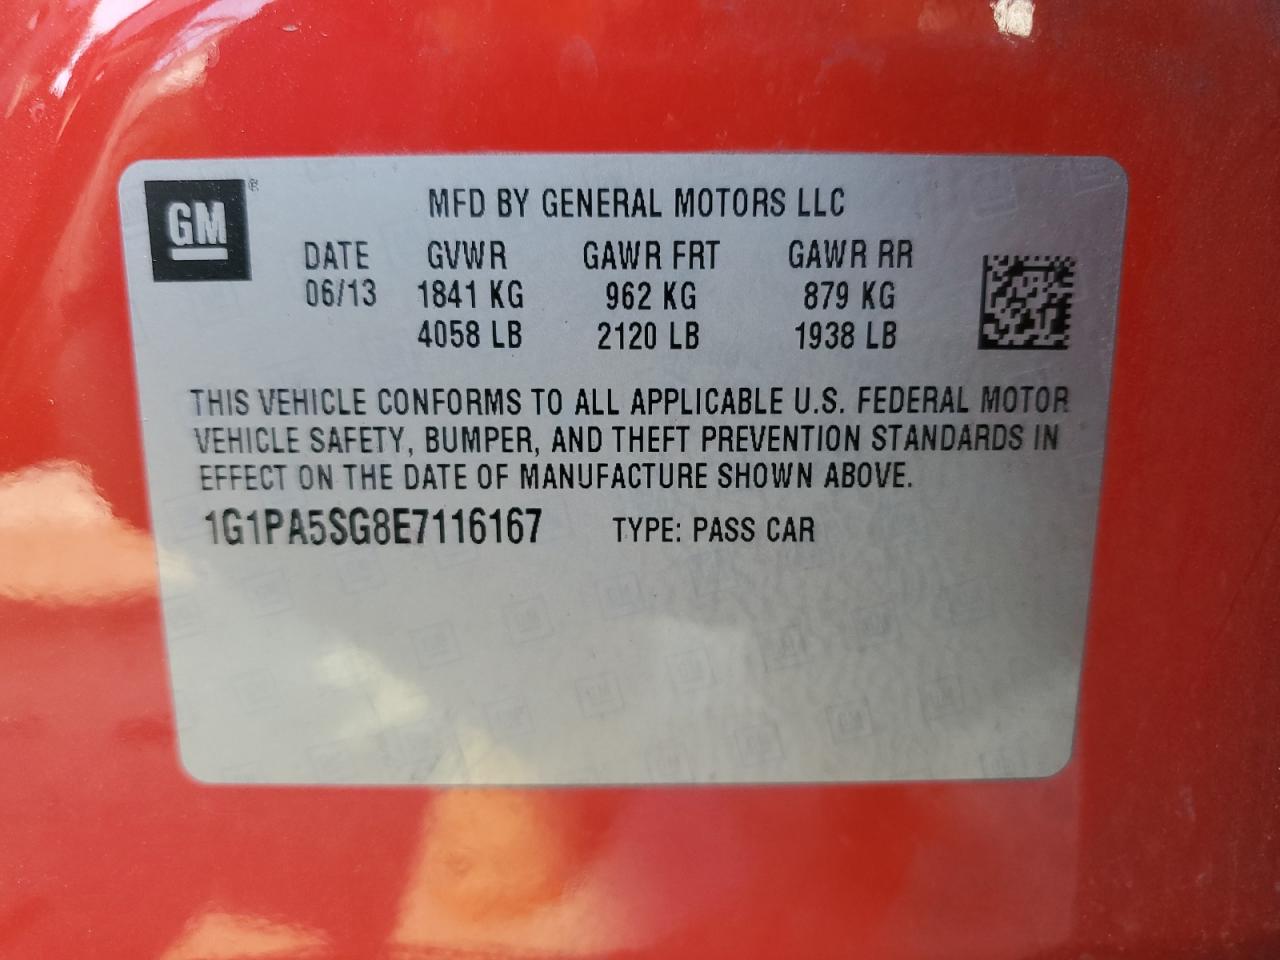 GM®
MFD BY GENERAL MOTORS LLC
DATE GVWR GAWR FRT GAWR RR
06/13 1841 KG 962 KG 879 KG
4058 LB 2120 LB 1938 LB
THIS VEHICLE CONFORMS TO ALL APPLICABLE U.S. FEDERAL MOTOR
VEHICLE SAFETY, BUMPER, AND THEFT PREVENTION STANDARDS IN
EFFECT ON THE DATE OF MANUFACTURE SHOWN ABOVE.
1G1PA5SG8E7116167 TYPE: PASS CAR